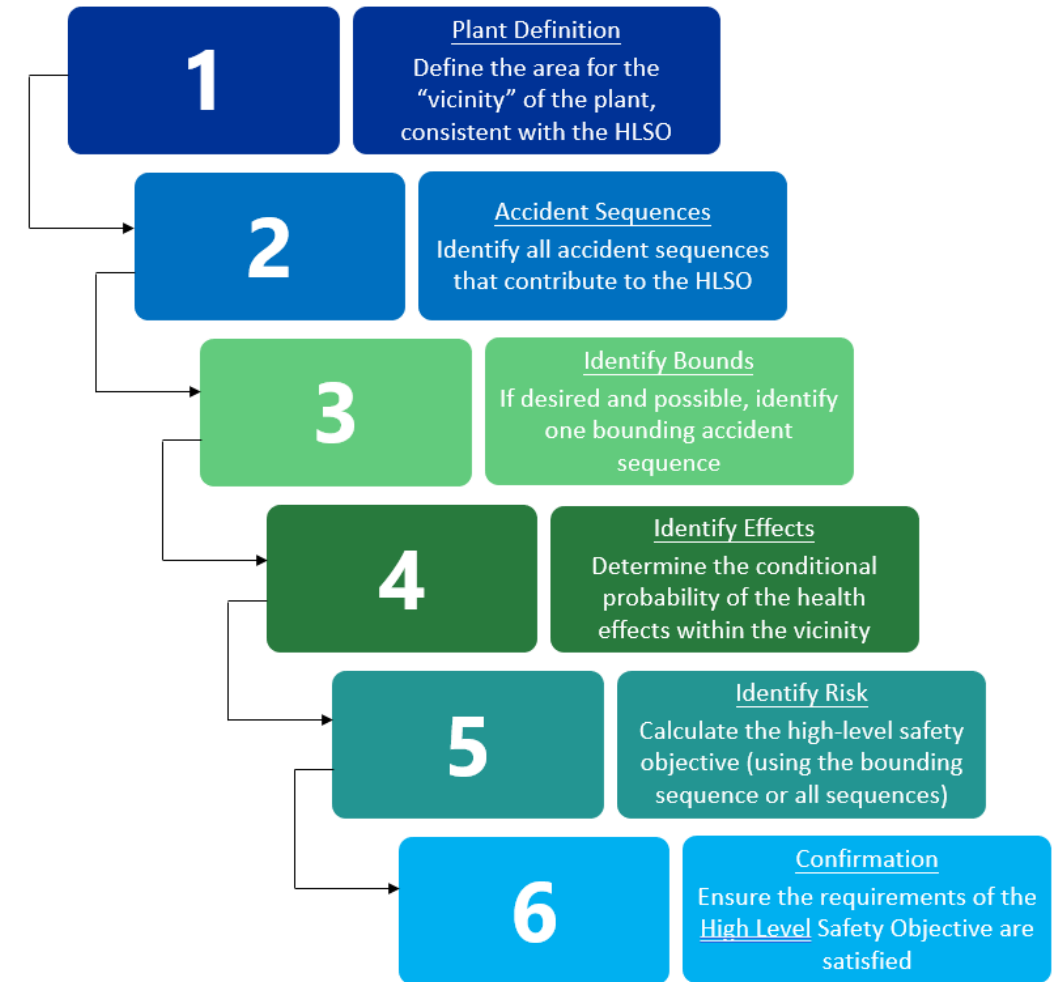 1
Plant Definition
Define the area for the
“vicinity” of the plant,
consistent with the HLSO
2
Accident Sequences
Identify all accident sequences
that contribute to the HLSO
3
Identify Bounds
If desired and possible, identify
one bounding accident
sequence
4
Identify Effects
Determine the conditional
probability of the health
effects within the vicinity
5
Identify Risk
Calculate the high-level safety
objective (using the bounding
sequence or all sequences)
6
Confirmation
Ensure the requirements of the
High Level Safety Objective are
satisfied